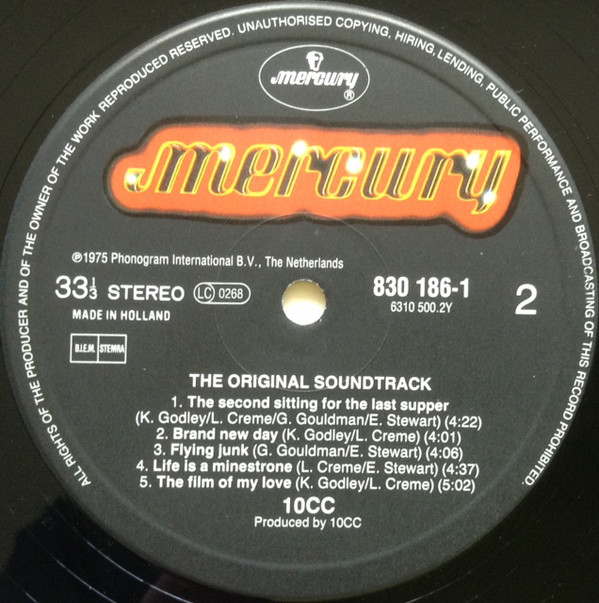 ALL RIGHTS OF THE PRODUCER AND OF THE OWNER OF THE WORK REPRODUCED RESERVED. UNAUTHORISED COPYING, HIRING, LENDING, PUBLIC PERFORMANCE AND BROADCASTING OF THIS RECORD PROHIBITED.
mercury
®
mercury
℗1975 Phonogram International B.V., The Netherlands
33⅓ STEREO LC 0268 830 186-1 2
6310 500.2Y
MADE IN HOLLAND
B.I.E.M. STEMRA
THE ORIGINAL SOUNDTRACK
1. The second sitting for the last supper
(K. Godley/L. Creme/G. Gouldman/E. Stewart) (4:22)
2. Brand new day (K. Godley/L. Creme) (4:01)
3. Flying junk (G. Gouldman/E. Stewart) (4:06)
4. Life is a minestrone (L. Creme/E. Stewart) (4:37)
5. The film of my love (K. Godley/L. Creme) (5:02)
10CC
Produced by 10CC